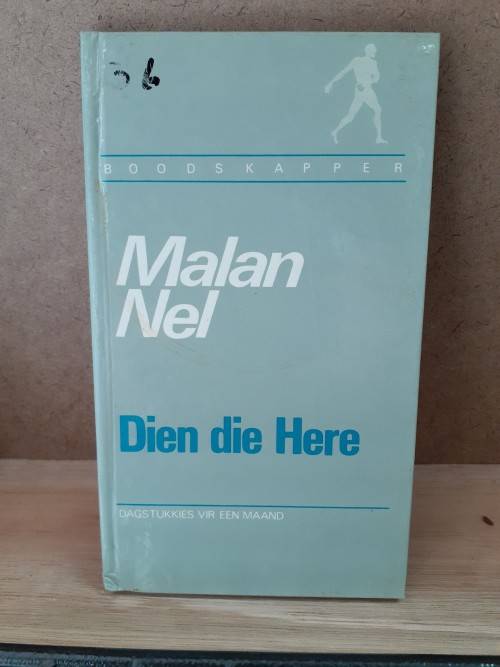 BOODSKAPPER
Malan
Nel
Dien die Here
DAGSTUKKIES VIR EEN MAAND